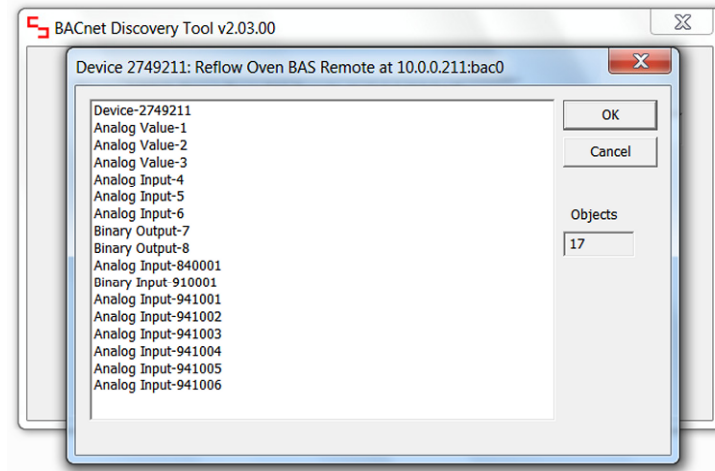 BACnet Discovery Tool v2.03.00
Device 2749211: Reflow Oven BAS Remote at 10.0.0.211:bac0
Device-2749211
Analog Value-1
Analog Value-2
Analog Value-3
Analog Input-4
Analog Input-5
Analog Input-6
Binary Output-7
Binary Output-8
Analog Input-840001
Binary Input-910001
Analog Input-941001
Analog Input-941002
Analog Input-941003
Analog Input-941004
Analog Input-941005
Analog Input-941006
OK
Cancel
Objects
17